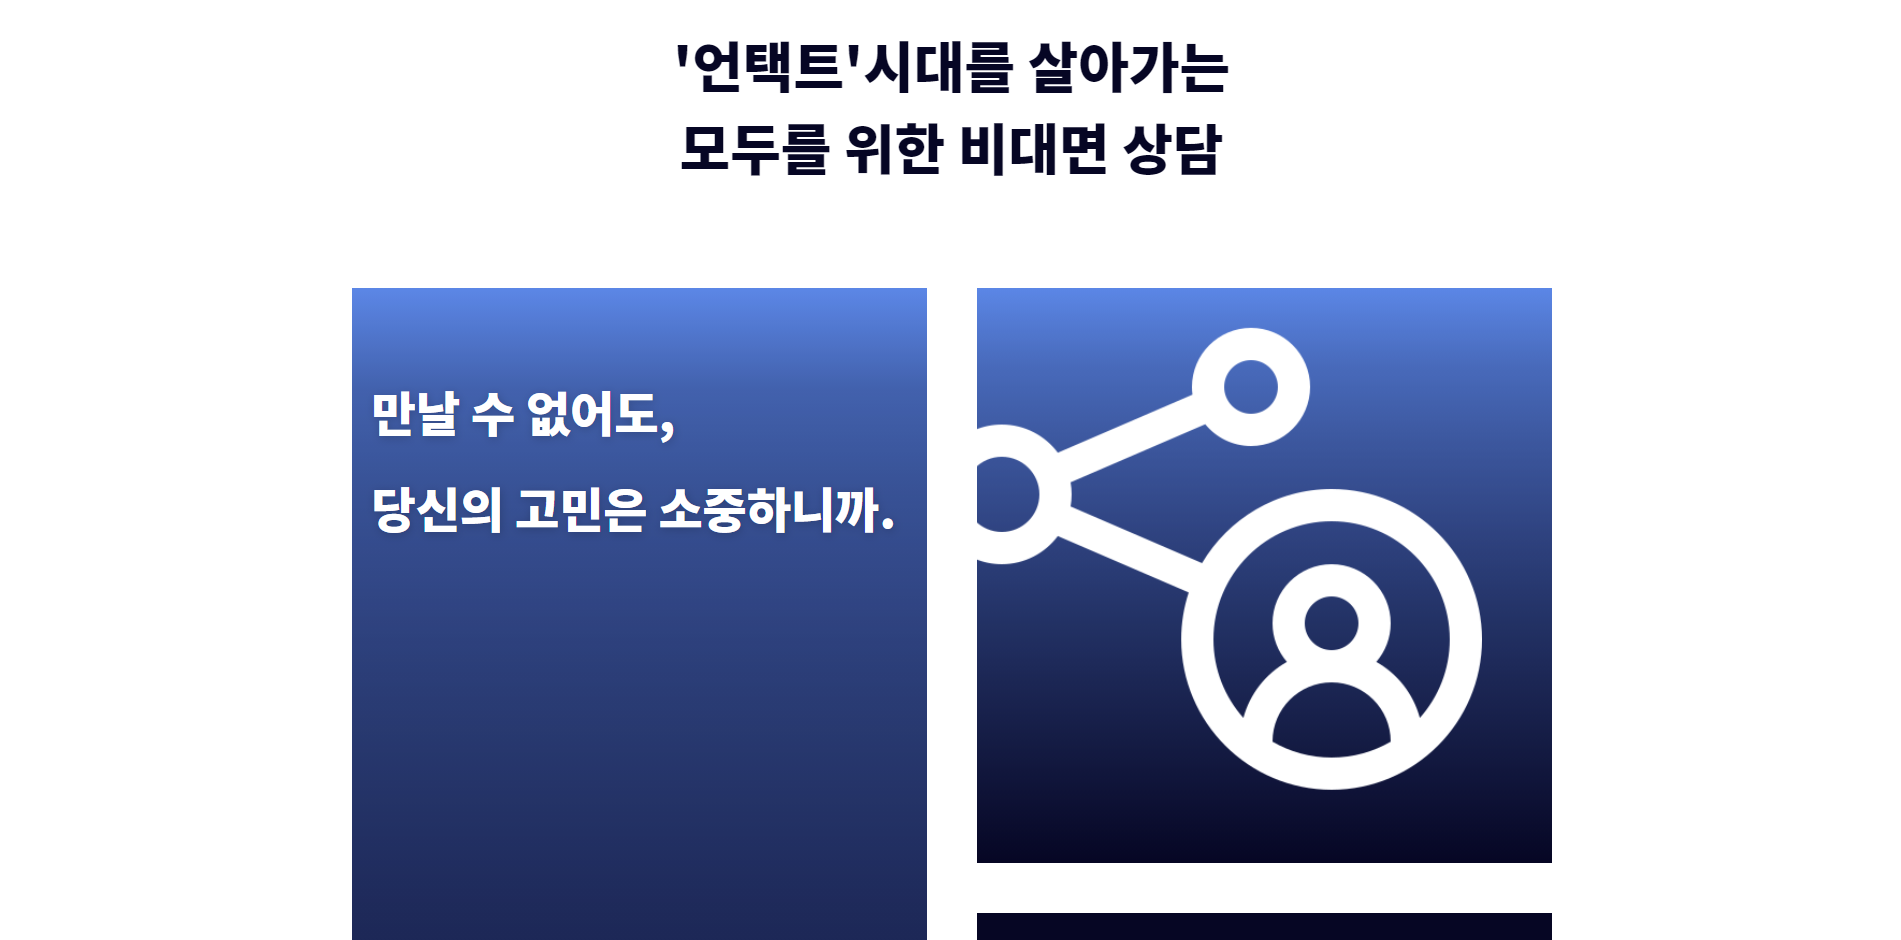 '언택트'시대를 살아가는
모두를 위한 비대면 상담
만날 수 없어도,
당신의 고민은 소중하니까.